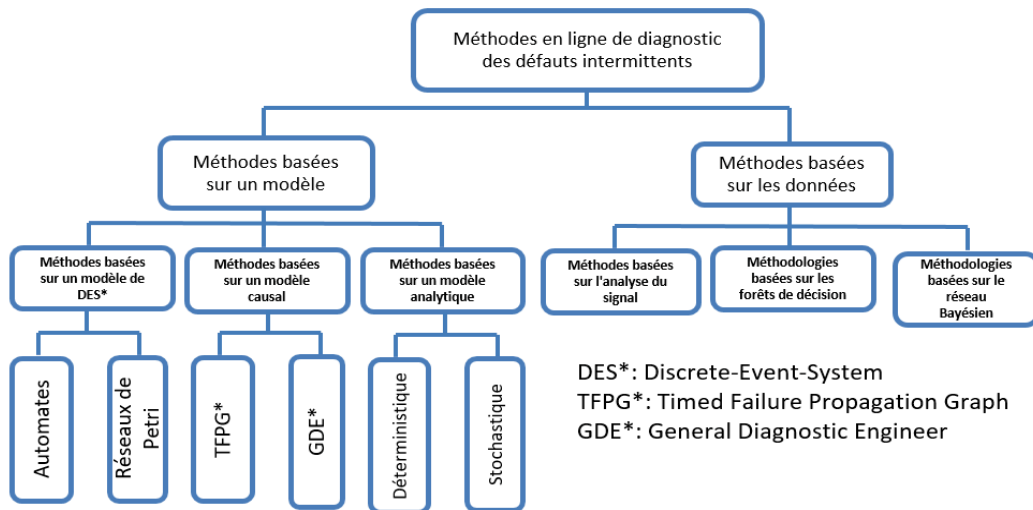 Méthodes en ligne de diagnostic
des défauts intermittents
Méthodes basées
sur un modèle
Méthodes basées
sur les données
Méthodes basées
sur un modèle de
DES*
Méthodes basées
sur un modèle
causal
Méthodes basées
sur un modèle
analytique
Méthodes basées
sur l'analyse du
signal
Méthodologies
basées sur les
forêts de décision
Méthodologies
basées sur le
réseau
Bayésien
Automates
Réseaux de
Petri
TFPG*
GDE*
Déterministique
Stochastique
DES*: Discrete-Event-System
TFPG*: Timed Failure Propagation Graph
GDE*: General Diagnostic Engineer